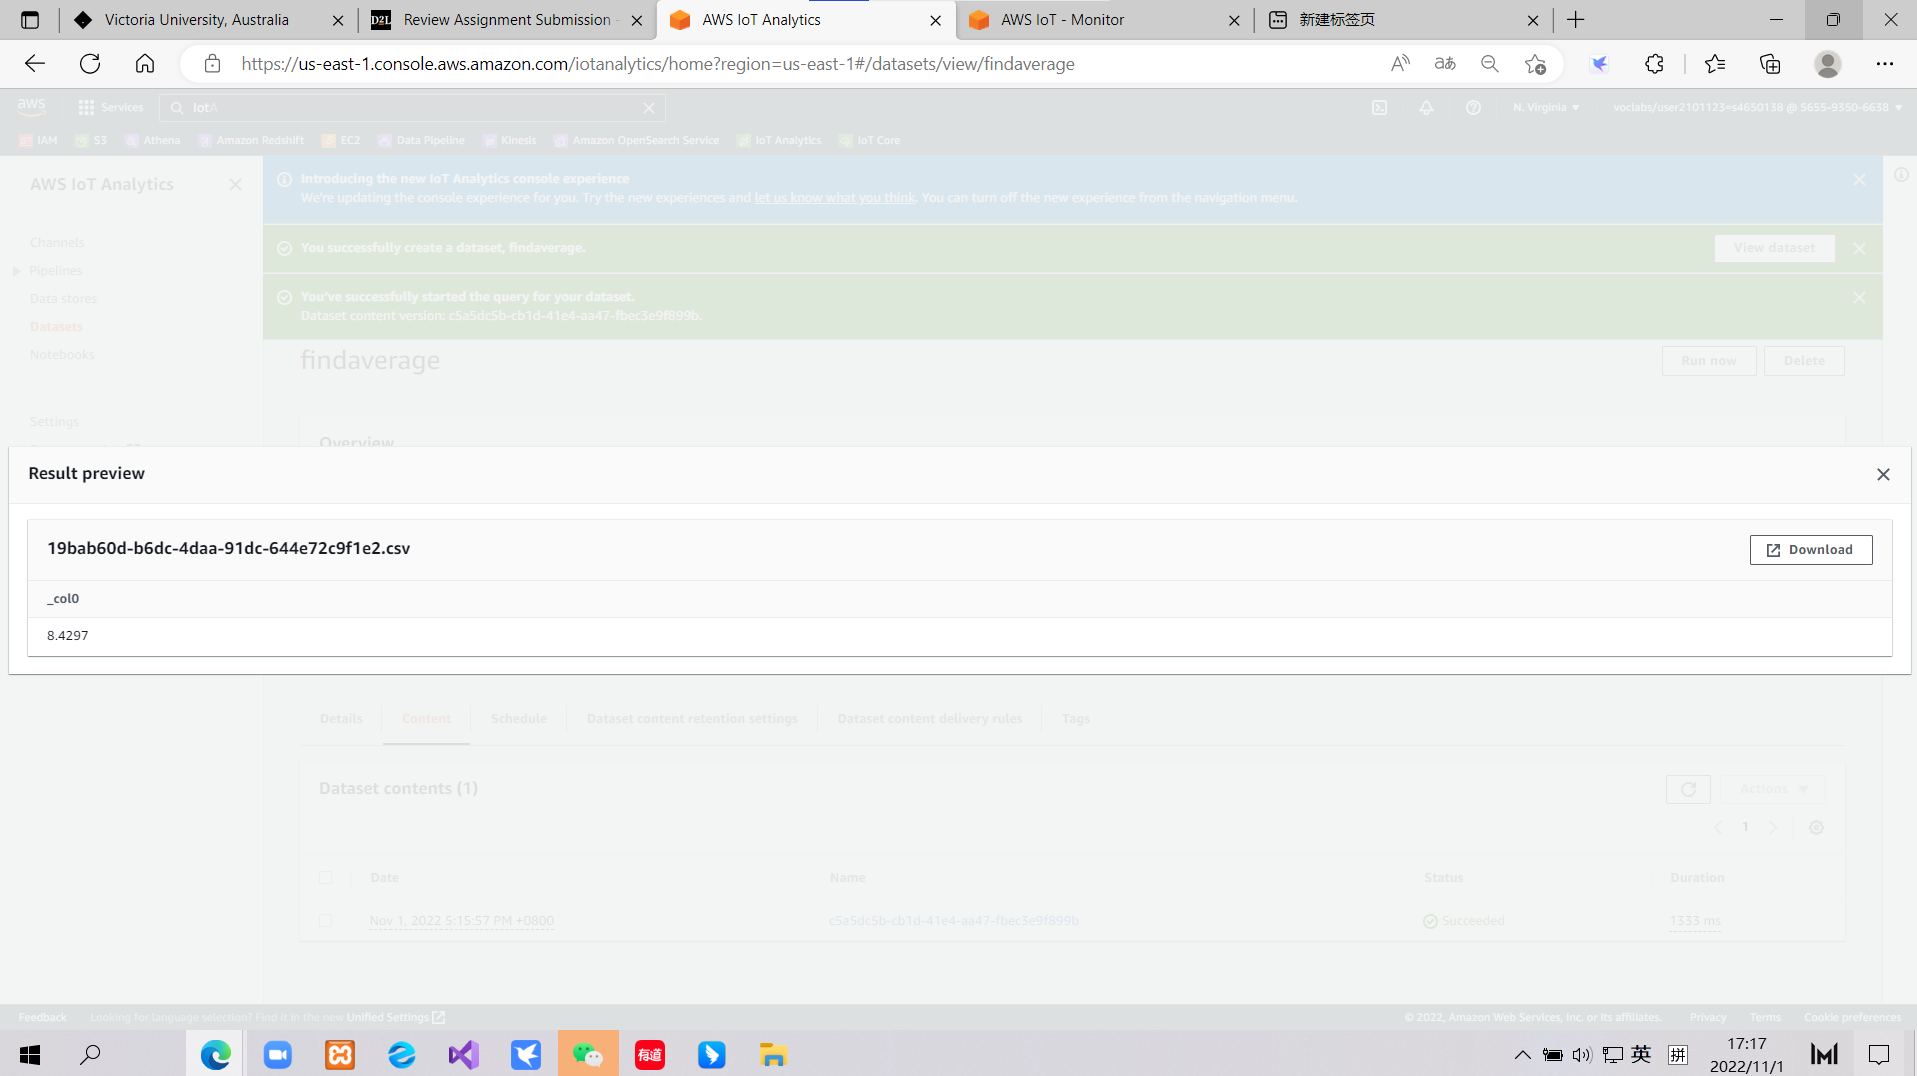 Victoria University, Australia
D2L
Review Assignment Submission -
AWS IoT Analytics
AWS IoT - Monitor
新建标签页
https://us-east-1.console.aws.amazon.com/iotanalytics/home?region=us-east-1#/datasets/view/findaverage
aws
Services
IotA
N. Virginia
voclabs/user2101123=s4650138 @ 5655-9350-6638
IAM
S3
Athena
Amazon Redshift
EC2
Data Pipeline
Kinesis
Amazon OpenSearch Service
IoT Analytics
IoT Core
AWS IoT Analytics
Channels
Pipelines
Data stores
Datasets
Notebooks
Settings
Introducing the new IoT Analytics console experience
We're updating the console experience for you. Try the new experiences and let us know what you think. You can turn off the new experience from the navigation menu.
You successfully create a dataset, findaverage.
View dataset
You've successfully started the query for your dataset.
Dataset content version: c5a5dc5b-cb1d-41e4-aa47-fbec3e9f899b.
findaverage
Run now
Delete
Overview
Result preview
19bab60d-b6dc-4daa-91dc-644e72c9f1e2.csv
Download
_col0
8.4297
Details
Content
Schedule
Dataset content retention settings
Dataset content delivery rules
Tags
Dataset contents (1)
Actions
1
Date
Name
Status
Duration
Nov 1, 2022 5:15:57 PM +0800
c5a5dc5b-cb1d-41e4-aa47-fbec3e9f899b
Succeeded
1333 ms
Feedback
Looking for language selection? Find it in the new Unified Settings
© 2022, Amazon Web Services, Inc. or its affiliates.
Privacy
Terms
Cookie preferences
有道
英
拼
17:17
2022/11/1